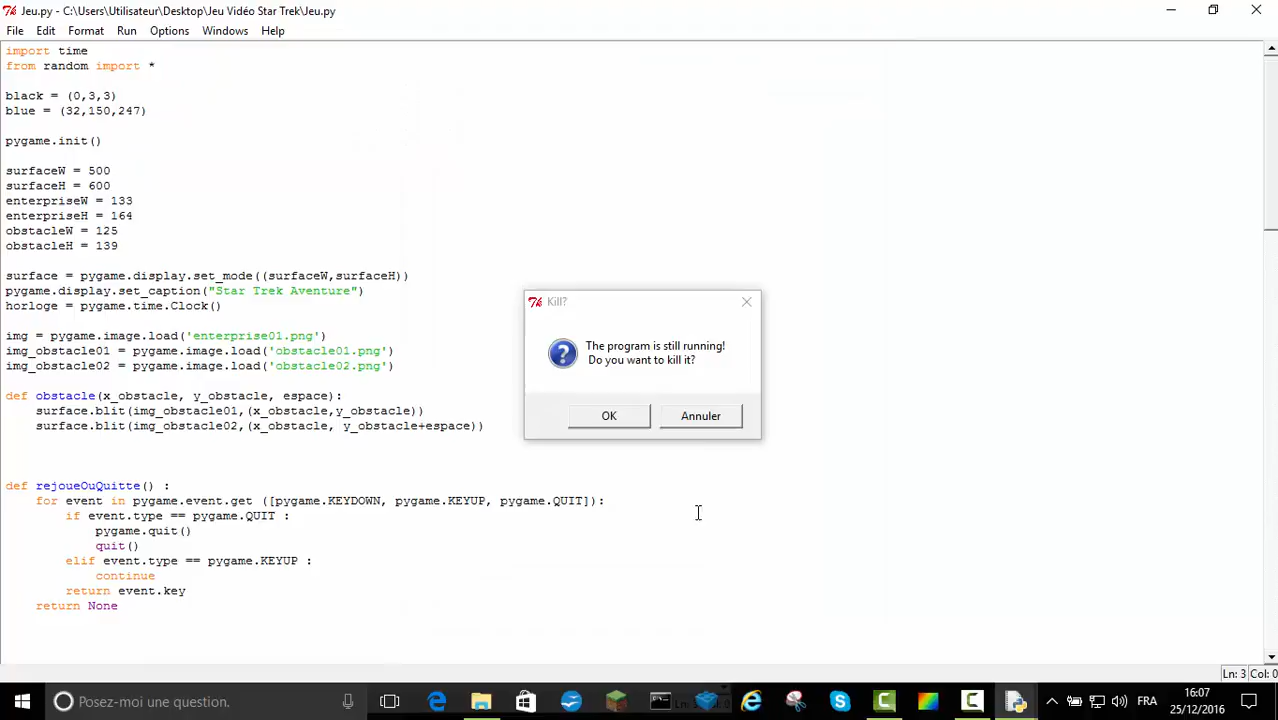 Jeu.py - C:\Users\Utilisateur\Desktop\Jeu Vidéo Star Trek\Jeu.py
File Edit Format Run Options Windows Help
import time
from random import *
black = (0,3,3)
blue = (32,150,247)
pygame.init()
surfaceW = 500
surfaceH = 600
enterpriseW = 133
enterpriseH = 164
obstacleW = 125
obstacleH = 139
surface = pygame.display.set_mode((surfaceW,surfaceH))
pygame.display.set_caption("Star Trek Aventure")
horloge = pygame.time.Clock()
img = pygame.image.load('enterprise01.png')
img_obstacle01 = pygame.image.load('obstacle01.png')
img_obstacle02 = pygame.image.load('obstacle02.png')
def obstacle(x_obstacle, y_obstacle, espace):
surface.blit(img_obstacle01,(x_obstacle,y_obstacle))
surface.blit(img_obstacle02,(x_obstacle, y_obstacle+espace))
def rejoueOuQuitte() :
for event in pygame.event.get ([pygame.KEYDOWN, pygame.KEYUP, pygame.QUIT]):
if event.type == pygame.QUIT :
pygame.quit()
quit()
elif event.type == pygame.KEYUP :
continue
return event.key
return None
Kill?
The program is still running!
Do you want to kill it?
OK Annuler
Ln: 3 Col: 0
Posez-moi une question.
FRA
16:07
25/12/2016